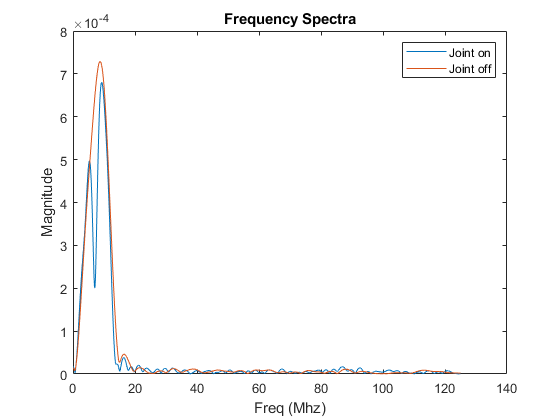 Frequency Spectra
×10-4
8
7
6
5
4
3
2
1
0
Magnitude
0 20 40 60 80 100 120 140
Freq (Mhz)
Joint on
Joint off